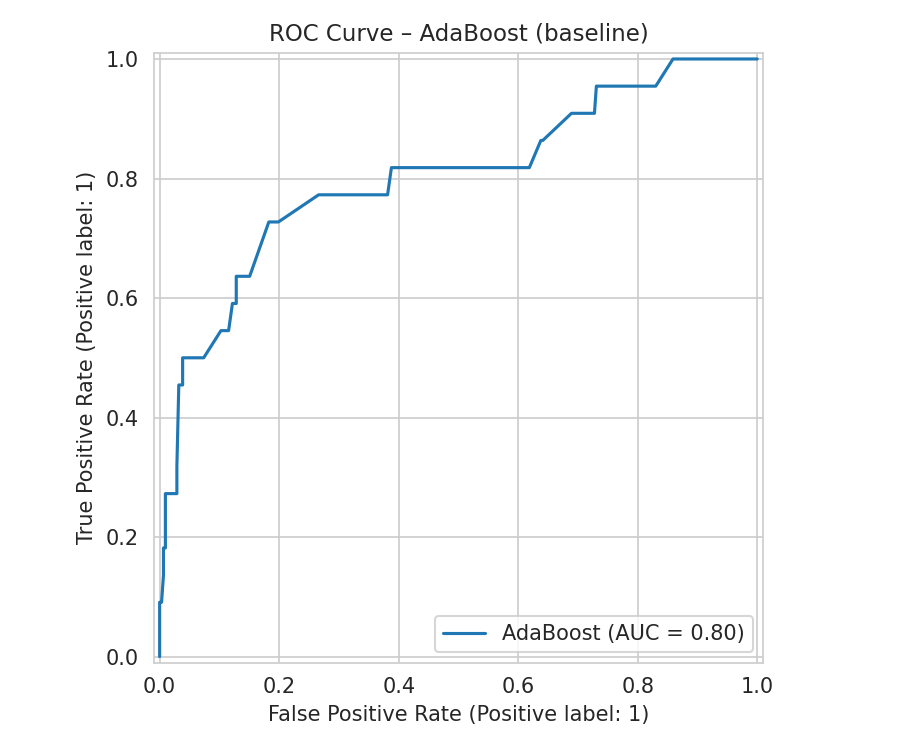 ROC Curve – AdaBoost (baseline)
True Positive Rate (Positive label: 1)
1.0
0.8
0.6
0.4
0.2
0.0
AdaBoost (AUC = 0.80)
0.0 0.2 0.4 0.6 0.8 1.0
False Positive Rate (Positive label: 1)